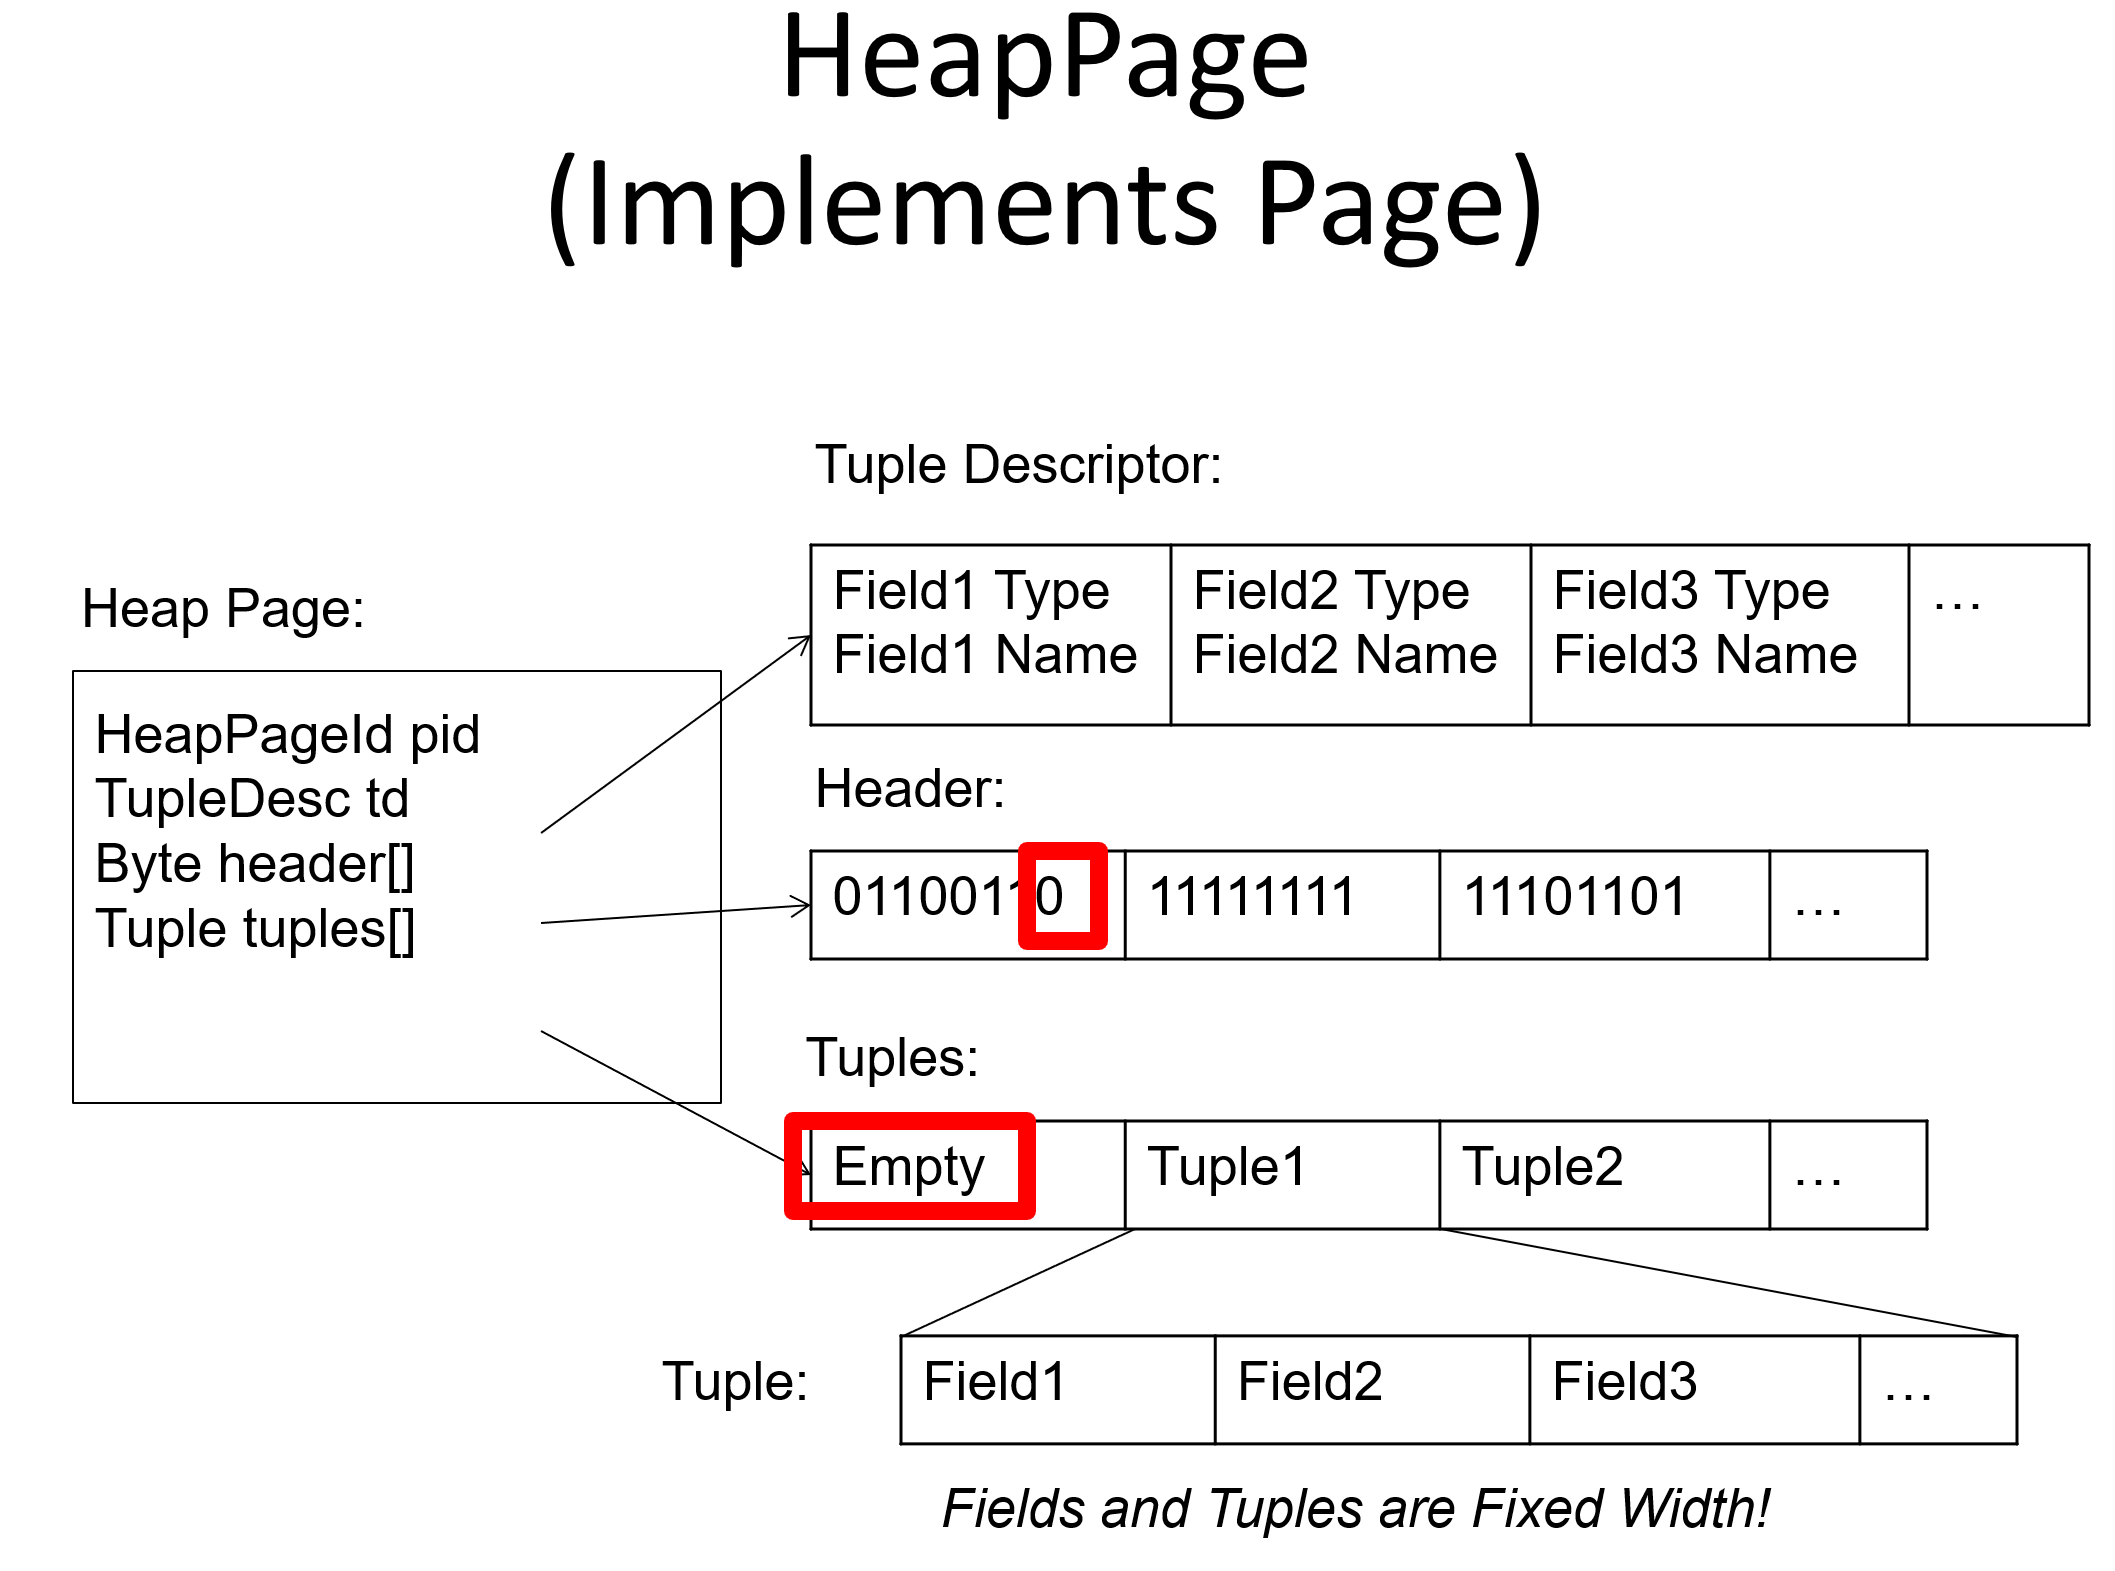 HeapPage
(Implements Page)
Tuple Descriptor:
Field1 Type
Field1 Name
Field2 Type
Field2 Name
Field3 Type
Field3 Name
…
Heap Page:
HeapPageId pid
TupleDesc td
Byte header[]
Tuple tuples[]
Header:
01100110
11111111
11101101
…
Tuples:
Empty
Tuple1
Tuple2
…
Tuple:
Field1
Field2
Field3
…
Fields and Tuples are Fixed Width!